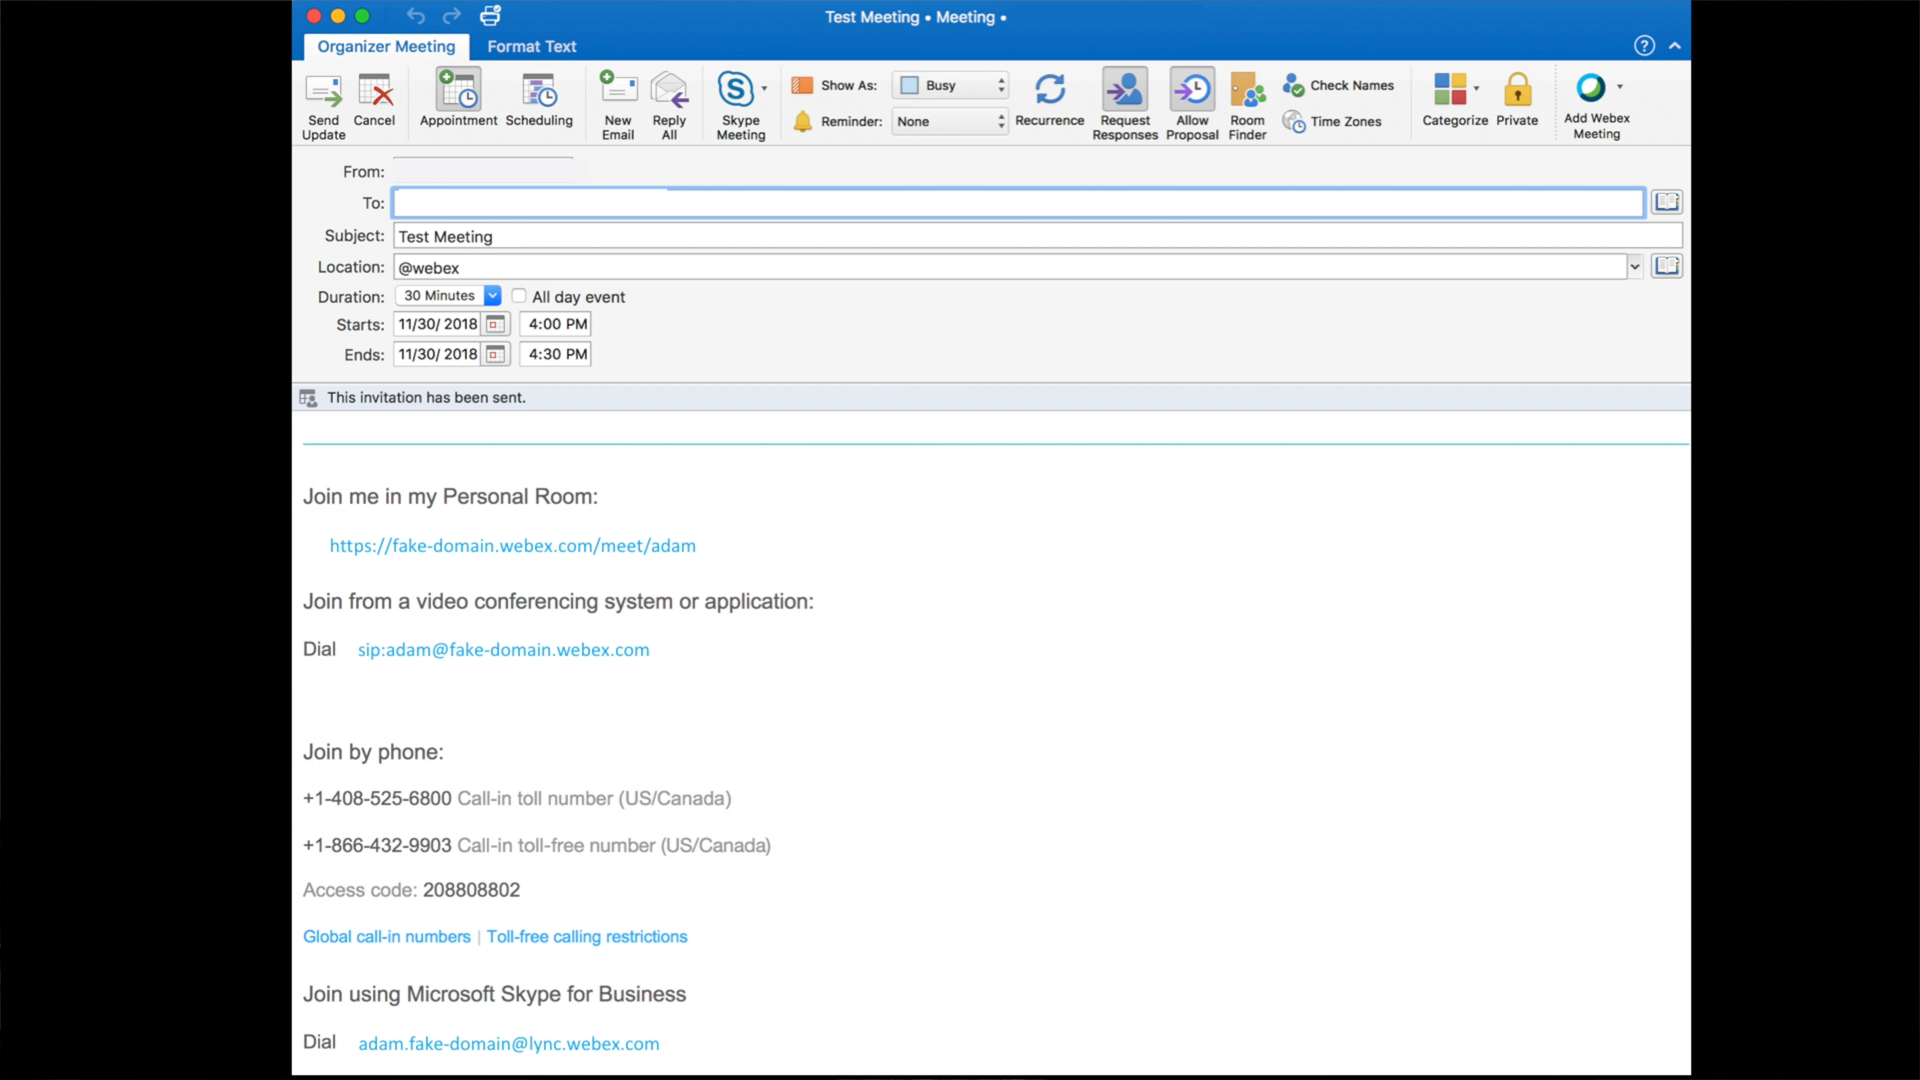 Test Meeting • Meeting •
Organizer Meeting Format Text
Send Update
Cancel
Appointment
Scheduling
New Email
Reply All
Skype Meeting
Show As: Busy
Reminder: None
Recurrence
Request Responses
Allow Proposal
Room Finder
Check Names
Time Zones
Categorize
Private
Add Webex Meeting
From:
To:
Subject: Test Meeting
Location: @webex
Duration: 30 Minutes All day event
Starts: 11/30/ 2018 4:00 PM
Ends: 11/30/ 2018 4:30 PM
This invitation has been sent.
Join me in my Personal Room:
https://fake-domain.webex.com/meet/adam
Join from a video conferencing system or application:
Dial sip:adam@fake-domain.webex.com
Join by phone:
+1-408-525-6800 Call-in toll number (US/Canada)
+1-866-432-9903 Call-in toll-free number (US/Canada)
Access code: 208808802
Global call-in numbers | Toll-free calling restrictions
Join using Microsoft Skype for Business
Dial adam.fake-domain@lync.webex.com